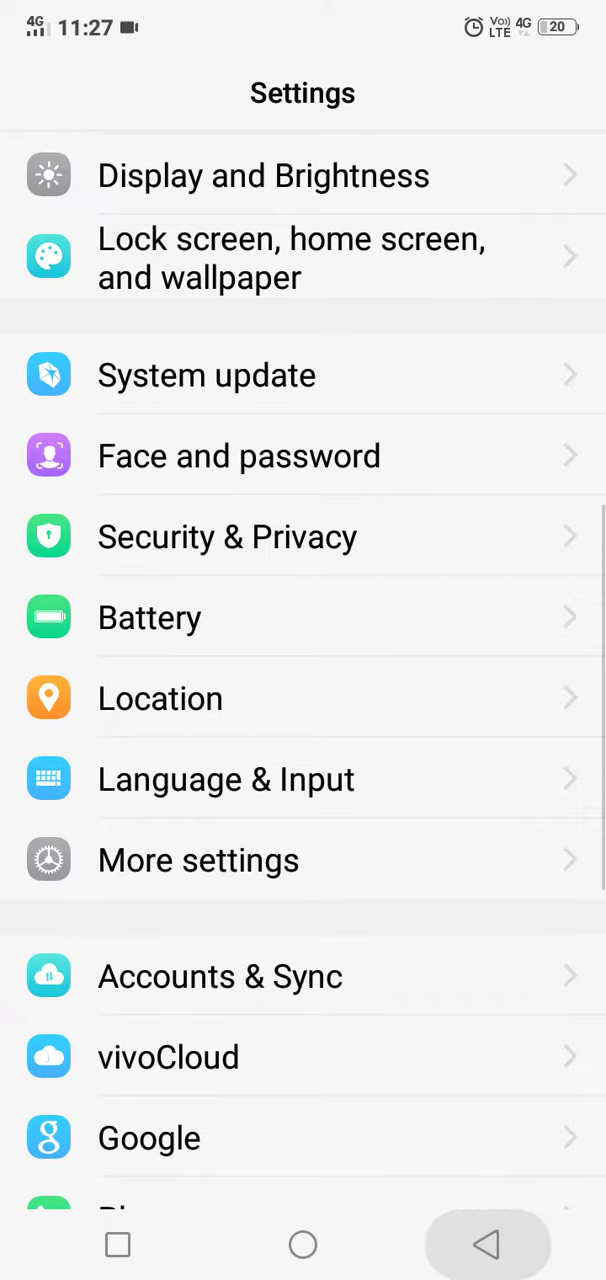 4G 11:27 Vo)) LTE 4G 20
Settings
Display and Brightness
Lock screen, home screen,
and wallpaper
System update
Face and password
Security & Privacy
Battery
Location
Language & Input
More settings
Accounts & Sync
vivoCloud
Google